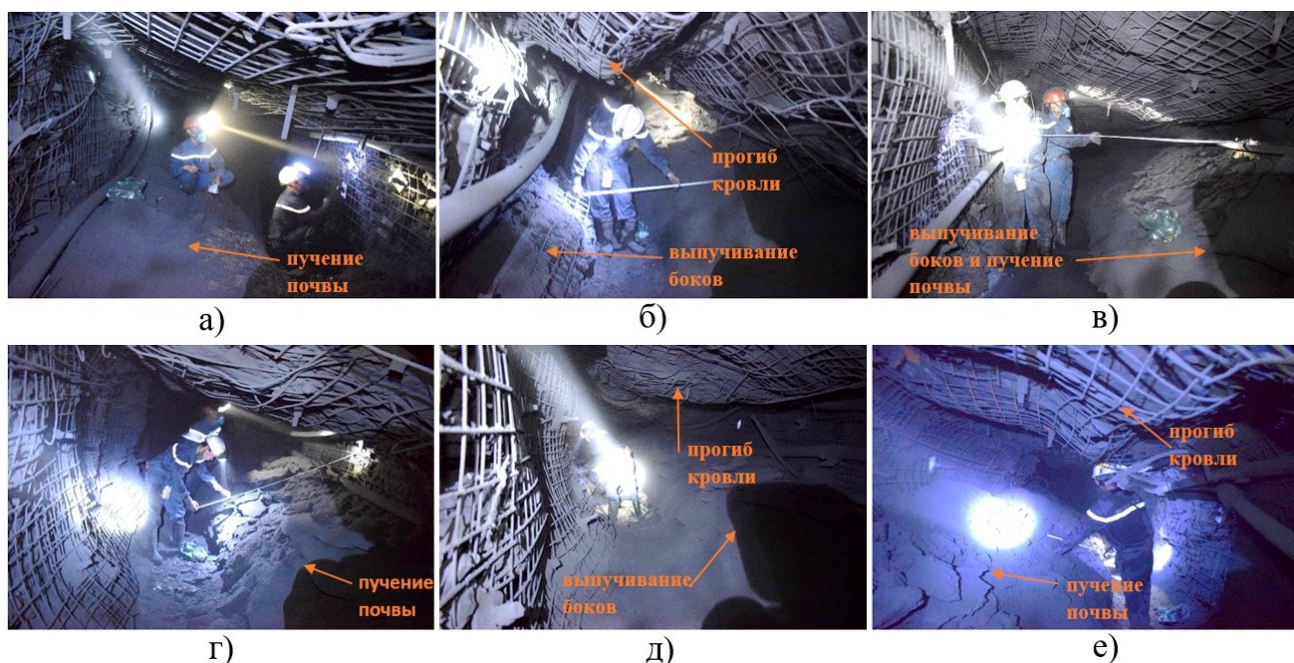 пучение
почвы
а)
прогиб
кровли
выпучивание
боков
б)
выпучивание
боков и пучение
почвы
в)
пучение
почвы
г)
прогиб
кровли
выпучивание
боков
д)
прогиб
кровли
пучение
почвы
е)